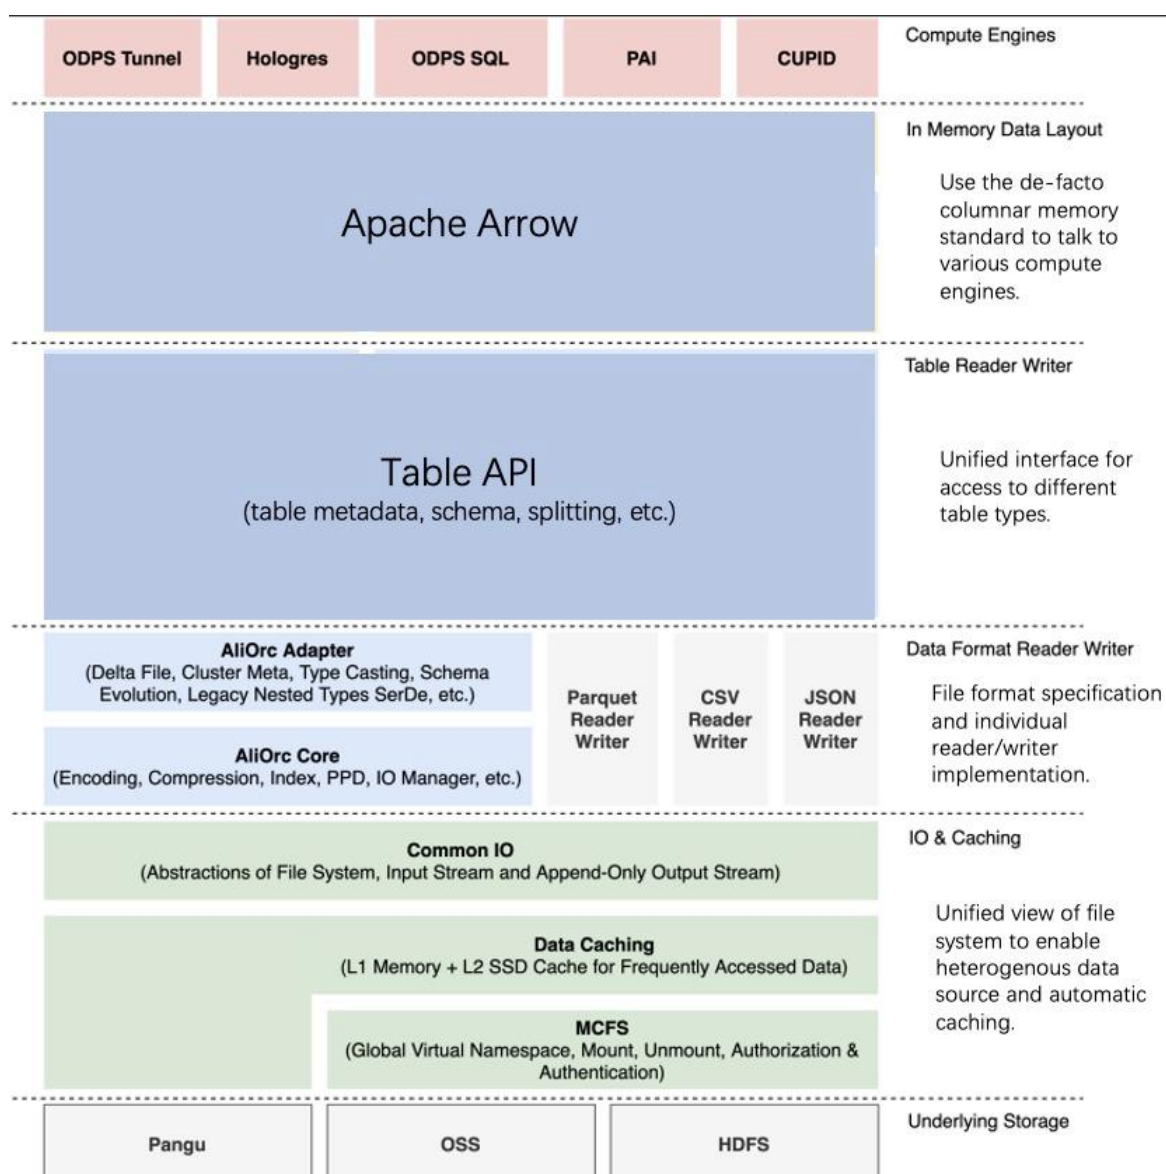 ODPS Tunnel
Hologres
ODPS SQL
PAI
CUPID
Compute Engines
Apache Arrow
In Memory Data Layout
Use the de-facto
columnar memory
standard to talk to
various compute
engines.
Table API
(table metadata, schema, splitting, etc.)
Table Reader Writer
Unified interface for
access to different
table types.
AliOrc Adapter
(Delta File, Cluster Meta, Type Casting, Schema
Evolution, Legacy Nested Types SerDe, etc.)
AliOrc Core
(Encoding, Compression, Index, PPD, IO Manager, etc.)
Parquet
Reader
Writer
CSV
Reader
Writer
JSON
Reader
Writer
Data Format Reader Writer
File format specification
and individual
reader/writer
implementation.
Common IO
(Abstractions of File System, Input Stream and Append-Only Output Stream)
Data Caching
(L1 Memory + L2 SSD Cache for Frequently Accessed Data)
MCFS
(Global Virtual Namespace, Mount, Unmount, Authorization &
Authentication)
IO & Caching
Unified view of file
system to enable
heterogenous data
source and automatic
caching.
Pangu
OSS
HDFS
Underlying Storage